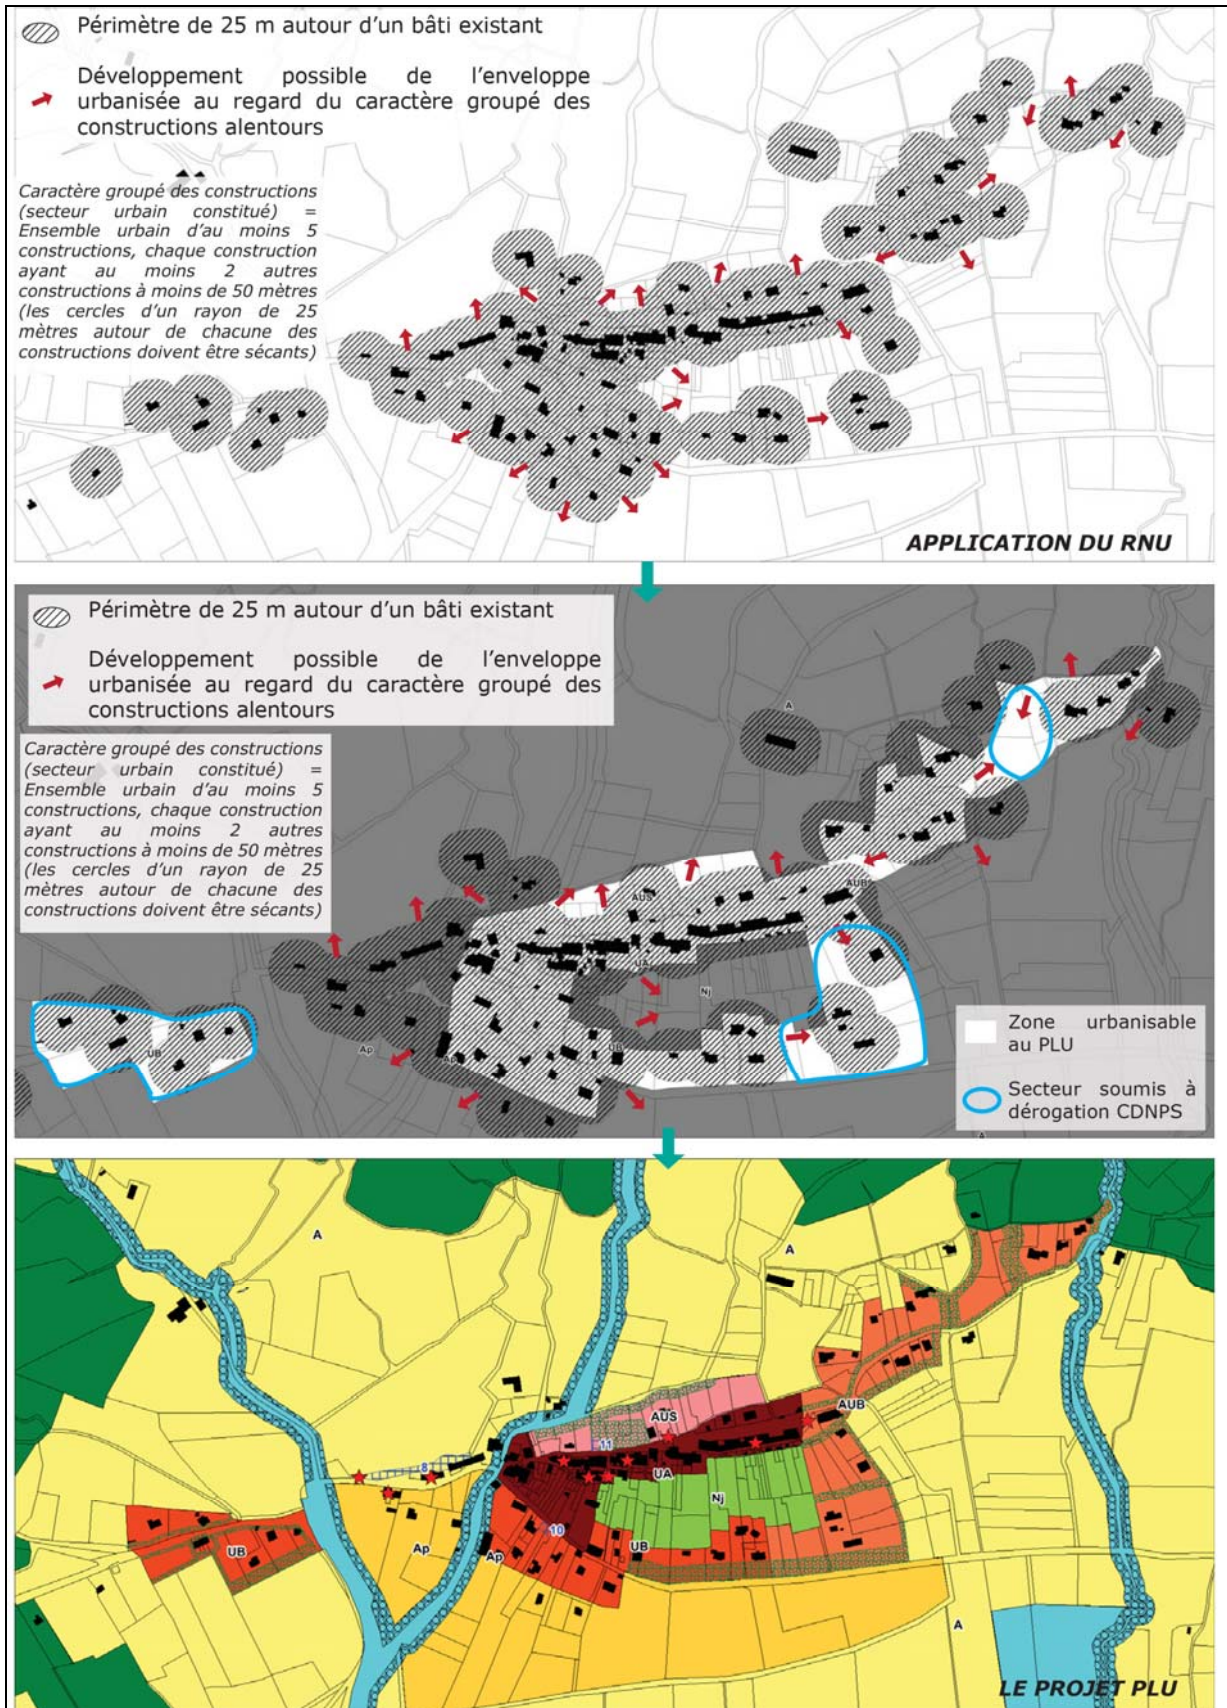 Périmètre de 25 m autour d'un bâti existant
Développement possible de l'enveloppe
urbanisée au regard du caractère groupé des
constructions alentours
Caractère groupé des constructions
(secteur urbain constitué) =
Ensemble urbain d'au moins 5
constructions, chaque construction
ayant au moins 2 autres
constructions à moins de 50 mètres
(les cercles d'un rayon de 25
mètres autour de chacune des
constructions doivent être sécants)
APPLICATION DU RNU
Périmètre de 25 m autour d'un bâti existant
Développement possible de l'enveloppe
urbanisée au regard du caractère groupé des
constructions alentours
Caractère groupé des constructions
(secteur urbain constitué) =
Ensemble urbain d'au moins 5
constructions, chaque construction
ayant au moins 2 autres
constructions à moins de 50 mètres
(les cercles d'un rayon de 25
mètres autour de chacune des
constructions doivent être sécants)
A
AUS
AUB
UA
Nj
UB
Ap
Ap
UB
Zone urbanisable
au PLU
Secteur soumis à
dérogation CDNPS
A
A
A
A
AUS
AUB
11
8
UA
Nj
10
UB
Ap
Ap
UB
A
LE PROJET PLU